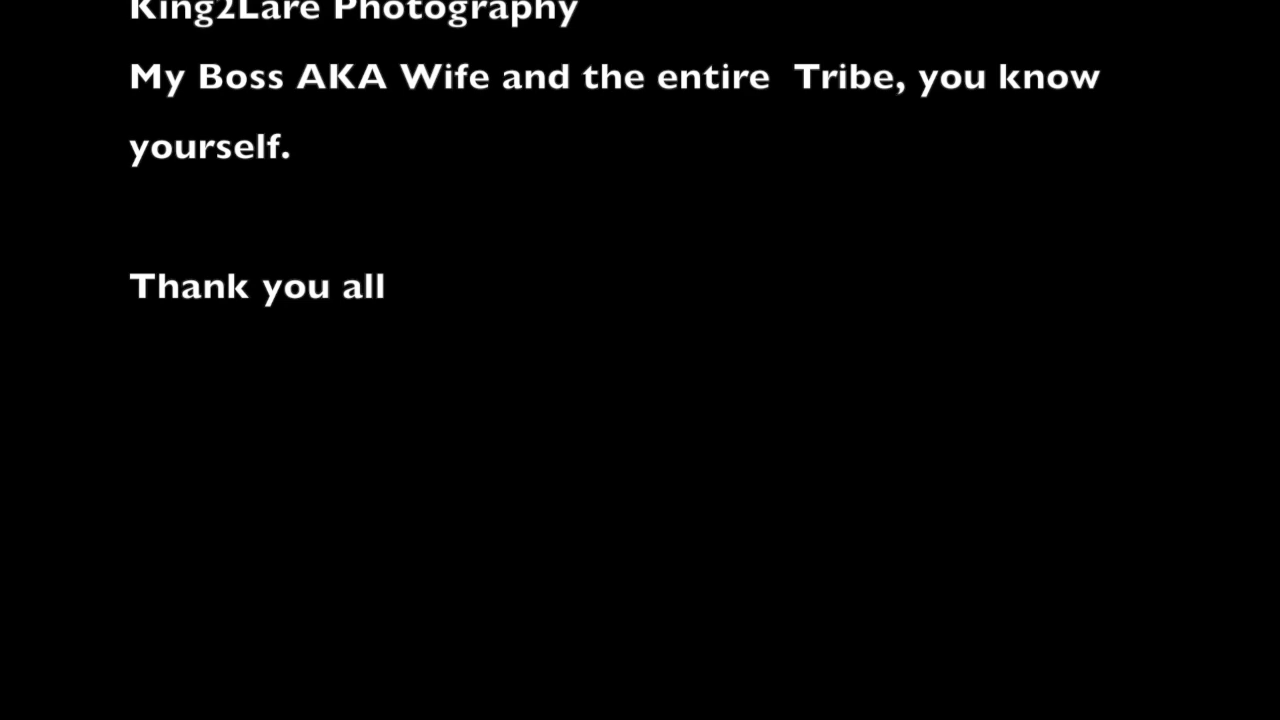 King2Lare Photography
My Boss AKA Wife and the entire  Tribe, you know
yourself.
Thank you all